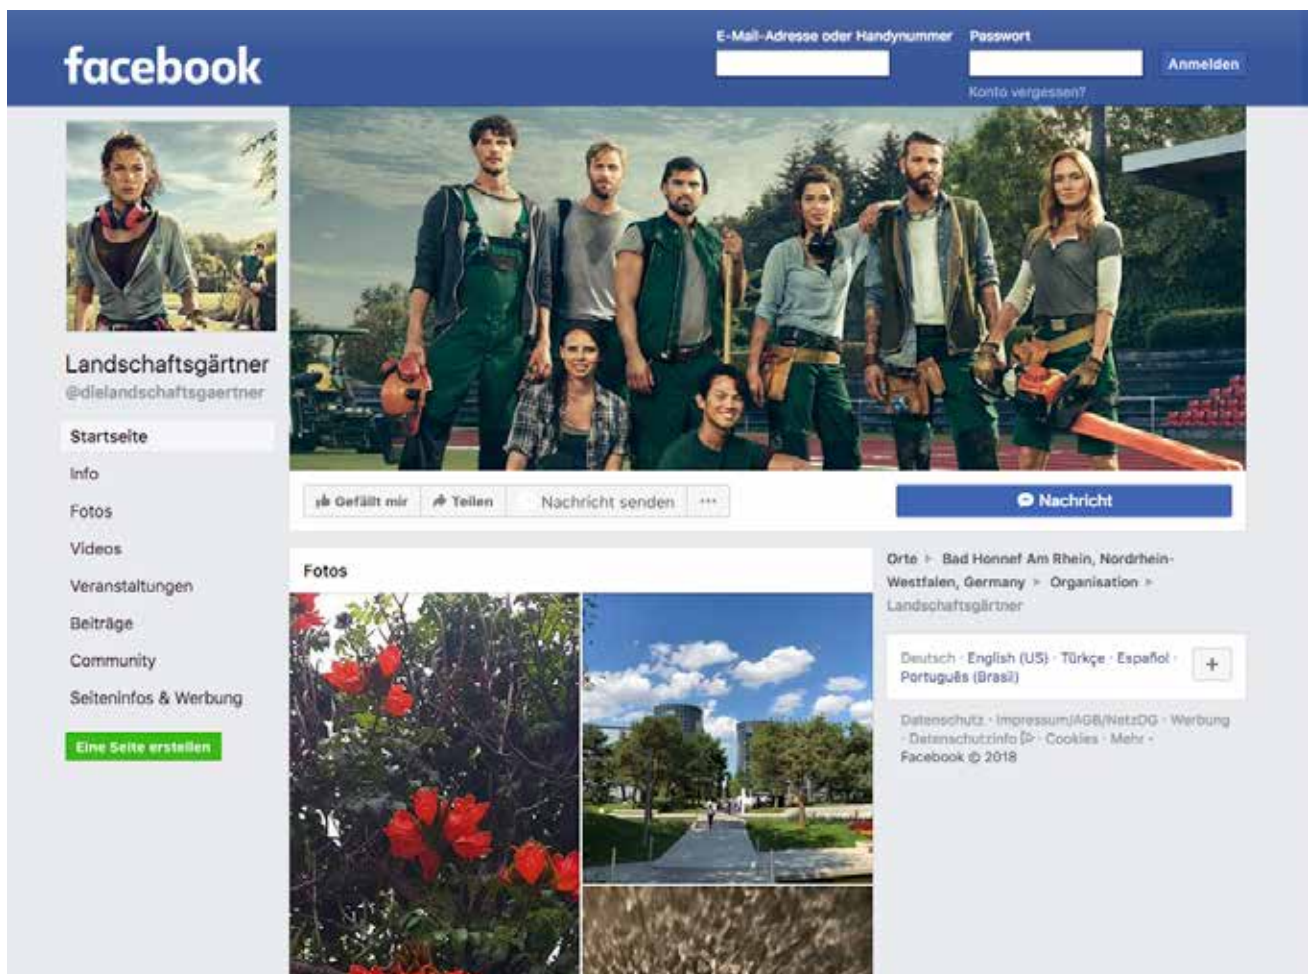 facebook
E-Mail-Adresse oder Handynummer
Passwort
Anmelden
Konto vergessen?
Landschaftsgärtner
@dielandschaftsgaertner
Startseite
Info
Fotos
Videos
Veranstaltungen
Beiträge
Community
Seiteninfos & Werbung
Eine Seite erstellen
Gefällt mir
Teilen
Nachricht senden
Nachricht
Fotos
Orte ▸ Bad Honnef Am Rhein, Nordrhein-
Westfalen, Germany ▸ Organisation ▸
Landschaftsgärtner
Deutsch · English (US) · Türkçe · Español ·
Português (Brasil)
Datenschutz · Impressum/AGB/NetzDG · Werbung
· Datenschutzinfo · Cookies · Mehr
Facebook © 2018